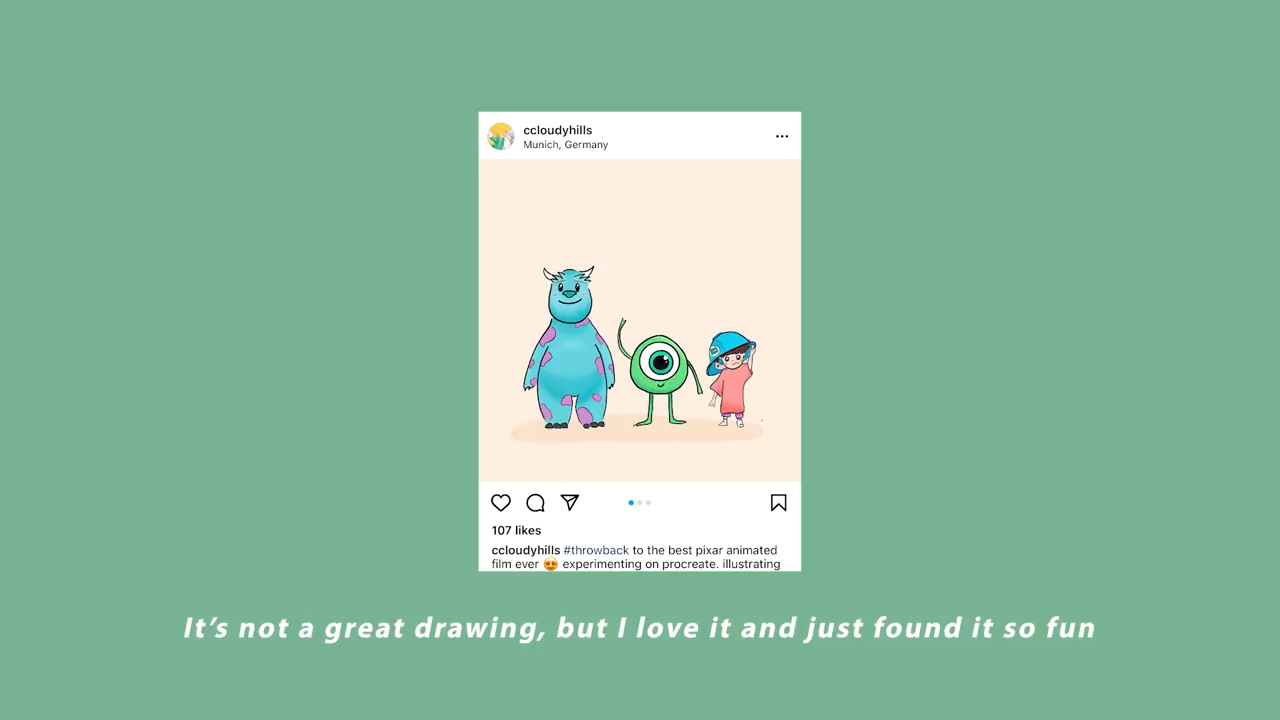 ccloudyhills
Munich, Germany
107 likes
ccloudyhills #throwback to the best pixar animated
film ever 😍 experimenting on procreate. illustrating
It's not a great drawing, but I love it and just found it so fun